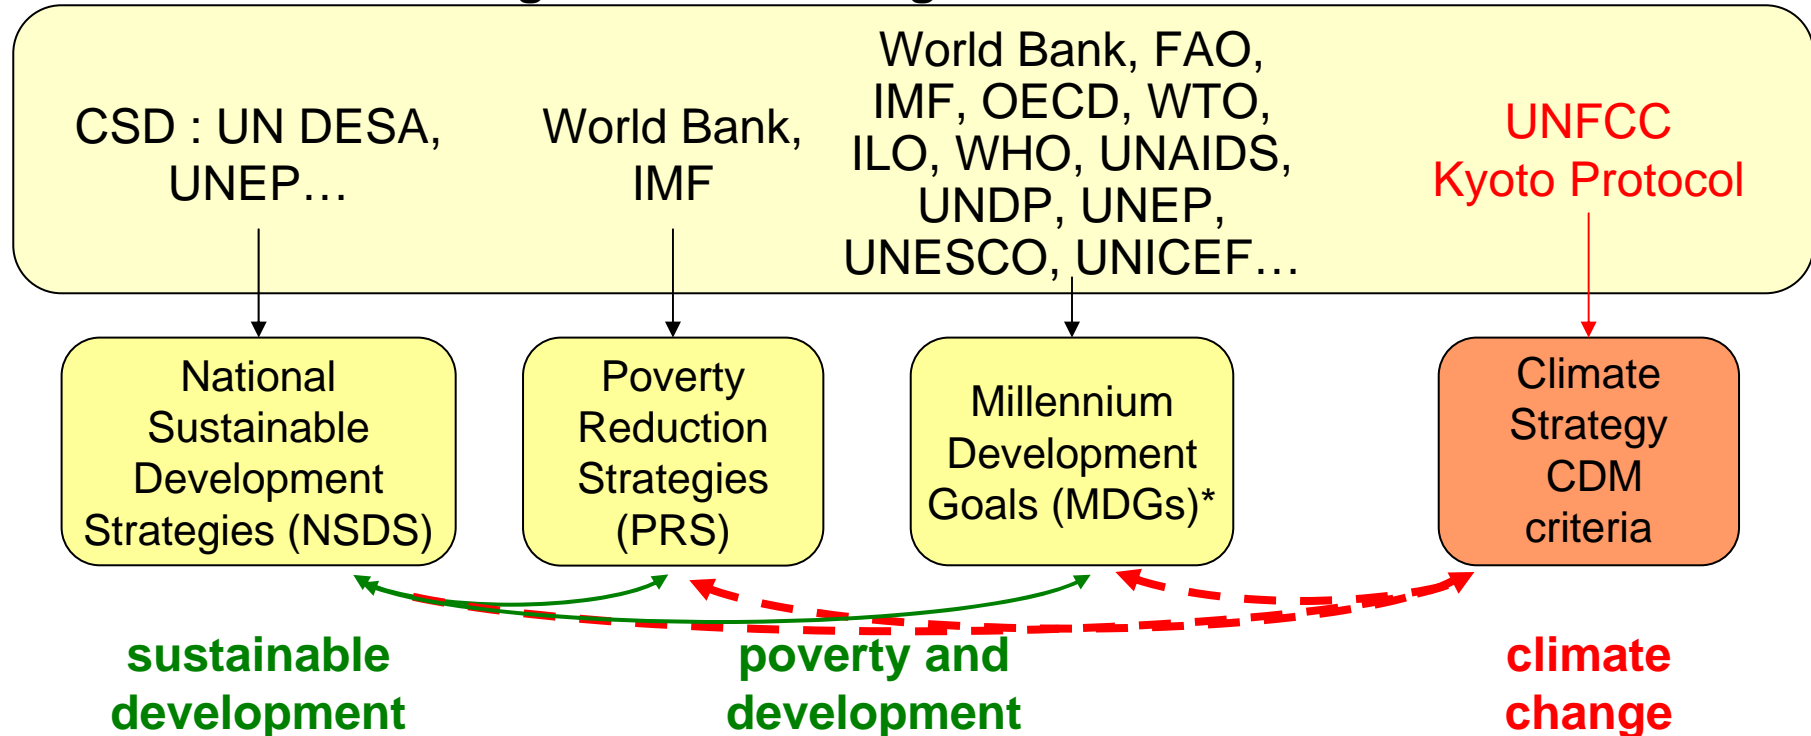 CSD : UN DESA,
UNEP…
World Bank,
IMF
World Bank, FAO,
IMF, OECD, WTO,
ILO, WHO, UNAIDS,
UNDP, UNEP,
UNESCO, UNICEF…
UNFCC
Kyoto Protocol
National
Sustainable
Development
Strategies (NSDS)
Poverty
Reduction
Strategies
(PRS)
Millennium
Development
Goals (MDGs)*
Climate
Strategy
CDM
criteria
sustainable
development
poverty and
development
climate
change